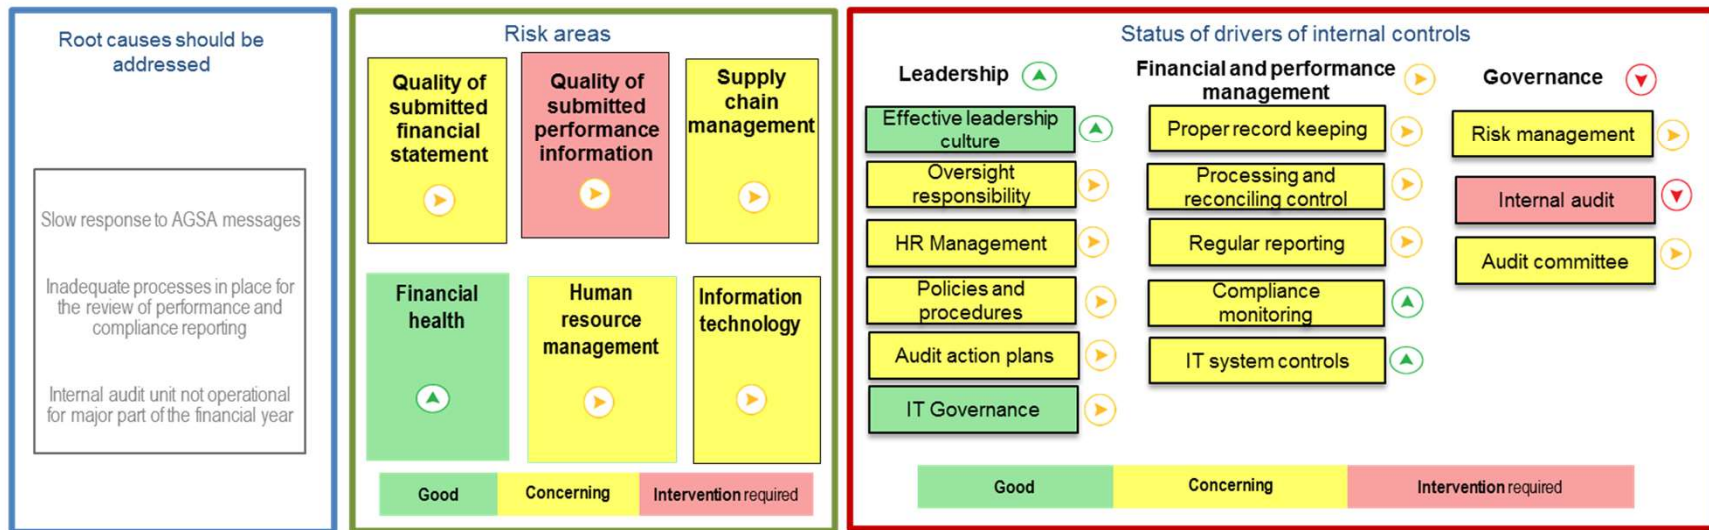 Root causes should be
addressed
Slow response to AGSA messages
Inadequate processes in place for
the review of performance and
compliance reporting
Internal audit unit not operational
for major part of the financial year
Risk areas
Quality of
submitted
financial
statement
Quality of
submitted
performance
information
Supply
chain
management
Financial
health
Human
resource
management
Information
technology
Good
Concerning
Intervention required
Status of drivers of internal controls
Leadership
Effective leadership
culture
Oversight
responsibility
HR Management
Policies and
procedures
Audit action plans
IT Governance
Financial and performance
management
Proper record keeping
Processing and
reconciling control
Regular reporting
Compliance
monitoring
IT system controls
Governance
Risk management
Internal audit
Audit committee
Good
Concerning
Intervention required